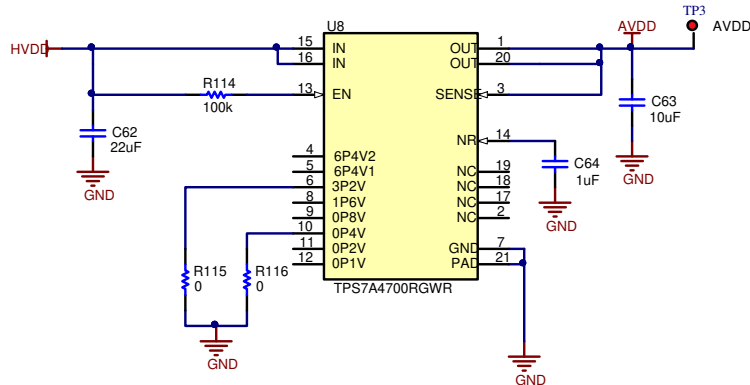 TP3
U8
AVDD
AVDD
HVDD
15 IN
OUT 1
16 IN
OUT 20
R114
100k
13 EN
SENSE 3
C63
10uF
C62
22uF
NR 14
C64
1uF
4 6P4V2
5 6P4V1
NC 19
6 3P2V
NC 18
8 1P6V
NC 17
9 0P8V
NC 2
10 0P4V
11 0P2V
GND 7
12 0P1V
PAD 21
GND
GND
GND
R115
0
R116
0
TPS7A4700RGWR
GND
GND